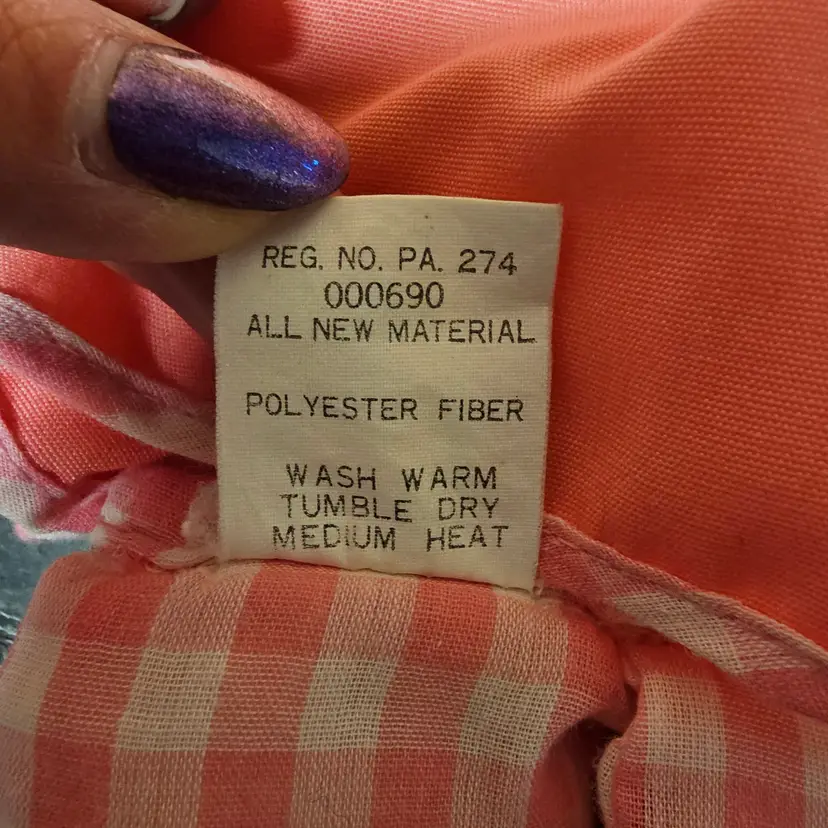 REG. NO. PA. 274
000690
ALL NEW MATERIAL
POLYESTER FIBER
WASH WARM
TUMBLE DRY
MEDIUM HEAT